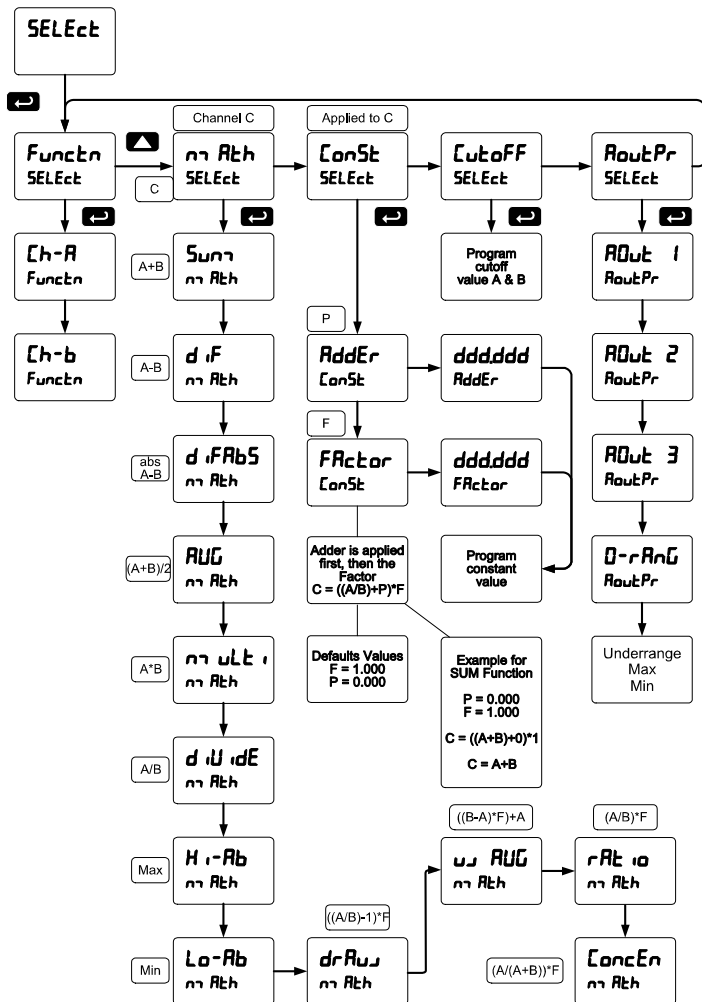 SELEct
Channel C
Applied to C
Functn
SELEct
C
mAth
SELEct
ConSt
SELEct
CutoFF
SELEct
AoutPr
SELEct
Ch-A
Functn
Ch-b
Functn
A+B
Sum
mAth
A-B
diF
mAth
abs
A-B
diFAbS
mAth
(A+B)/2
AUG
mAth
A*B
multi
mAth
A/B
diUidE
mAth
Max
Hi-Ab
mAth
Min
Lo-Ab
mAth
((A/B)-1)*F
drAw
mAth
((B-A)*F)+A
w AUG
mAth
(A/B)*F
rAtio
mAth
(A/(A+B))*F
ConcEn
mAth
P
AddEr
ConSt
ddd.ddd
AddEr
F
FActor
ConSt
ddd.ddd
FActor
Adder is applied
first, then the
Factor
C = ((A/B)+P)*F
Program
constant
value
Defaults Values
F = 1.000
P = 0.000
Example for
SUM Function
P = 0.000
F = 1.000
C = ((A+B)+0)*1
C = A+B
Program
cutoff
value A & B
AOut 1
AoutPr
AOut 2
AoutPr
AOut 3
AoutPr
O-rAnG
AoutPr
Underrange
Max
Min